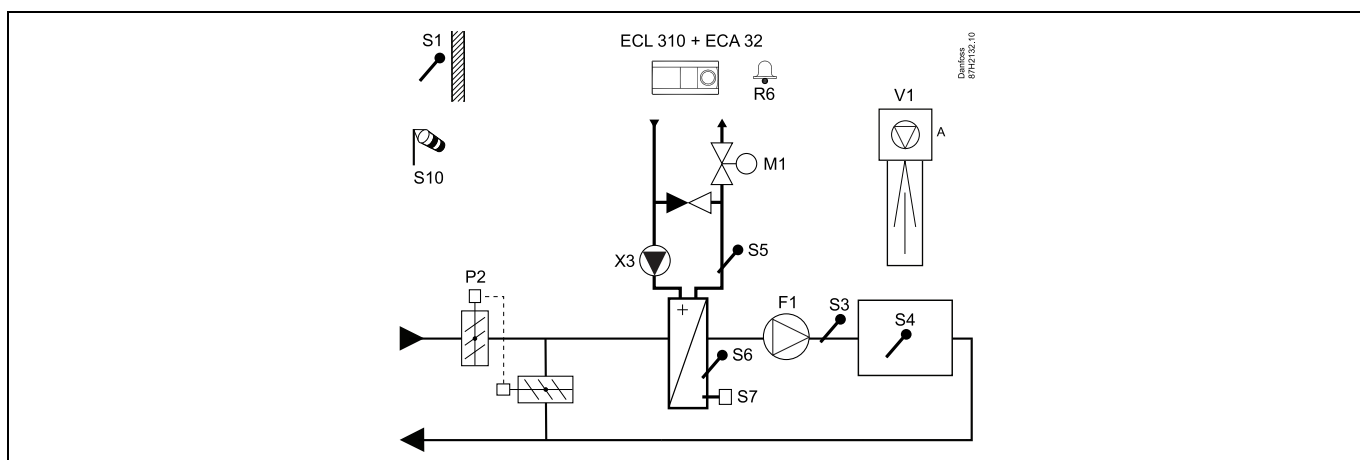 S1
ECL 310 + ECA 32
Danfoss
87H2132.10
R6
V1
A
S10
M1
X3
S5
P2
F1
S3
S4
+
S6
S7